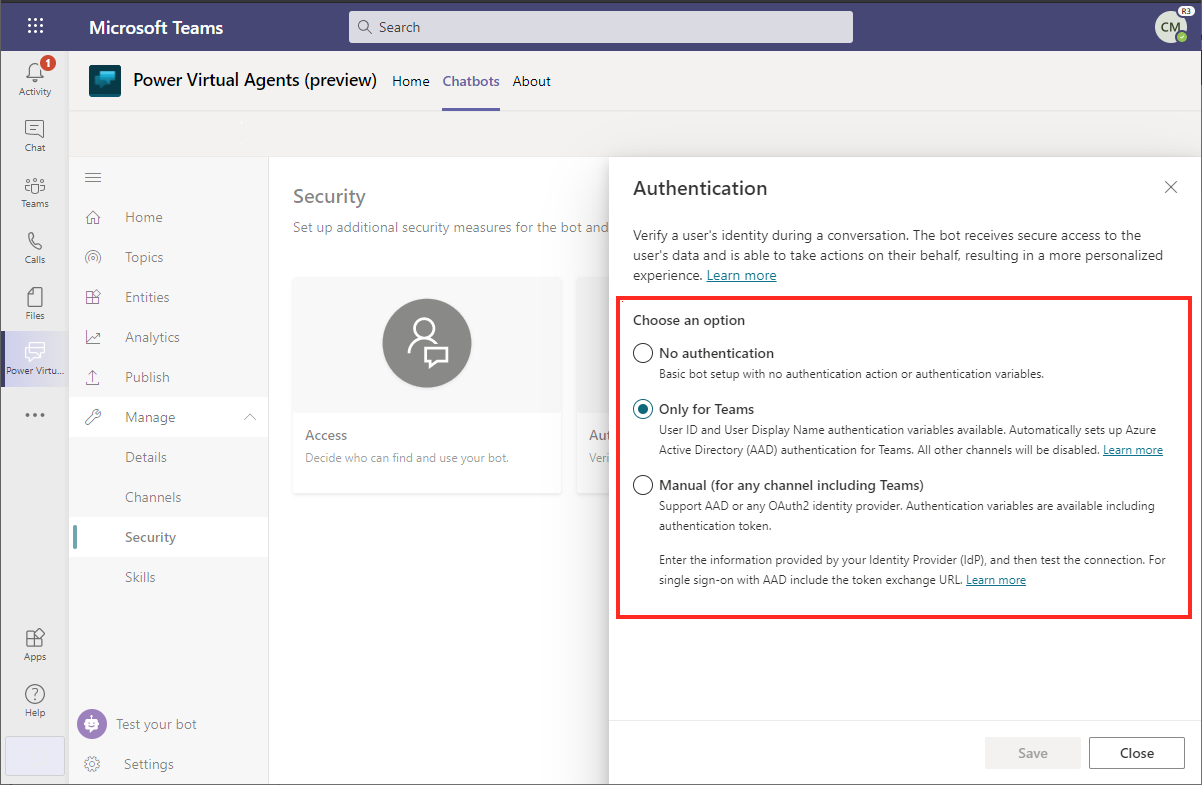 Microsoft Teams
Search
CM
R3
1
Activity
Chat
Teams
Calls
Files
Power Virtu...
Apps
Help
Power Virtual Agents (preview)
Home
Chatbots
About
Home
Topics
Entities
Analytics
Publish
Manage
Details
Channels
Security
Skills
Test your bot
Settings
Security
Set up additional security measures for the bot and
Access
Decide who can find and use your bot.
Aut
Veri
Authentication
Verify a user's identity during a conversation. The bot receives secure access to the
user's data and is able to take actions on their behalf, resulting in a more personalized
experience. Learn more
Choose an option
No authentication
Basic bot setup with no authentication action or authentication variables.
Only for Teams
User ID and User Display Name authentication variables available. Automatically sets up Azure
Active Directory (AAD) authentication for Teams. All other channels will be disabled. Learn more
Manual (for any channel including Teams)
Support AAD or any OAuth2 identity provider. Authentication variables are available including
authentication token.
Enter the information provided by your Identity Provider (IdP), and then test the connection. For
single sign-on with AAD include the token exchange URL. Learn more
Save
Close